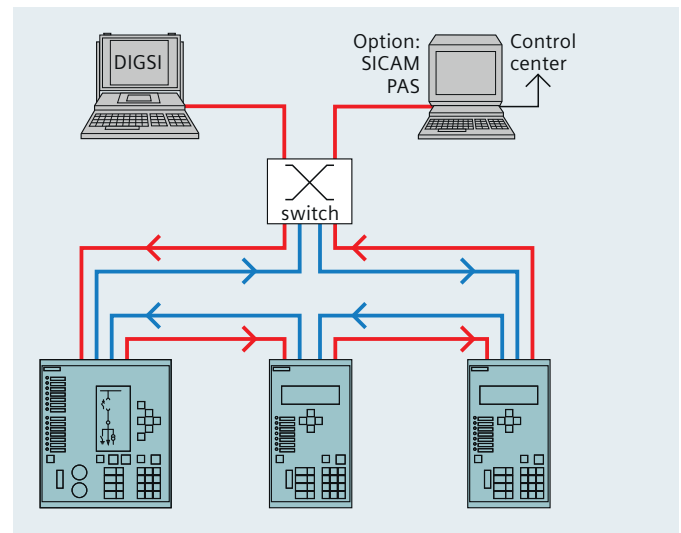 DIGSI
Option:
SICAM
PAS
Control
center
switch